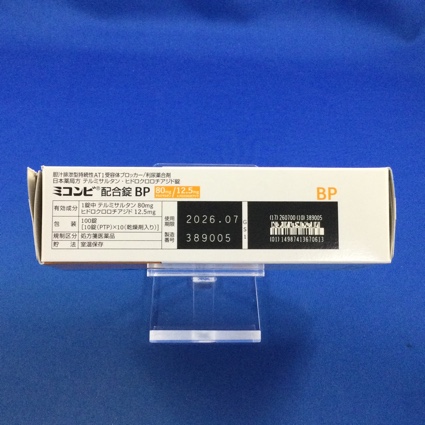 胆汁排泄型持続性AT1受容体ブロッカー/利尿薬合剤
日本薬局方 テルミサルタン・ヒドロクロロチアジド錠
ミコンビ®配合錠 BP 80mg/12.5mg
BP
有効成分 1錠中 テルミサルタン 80mg
ヒドロクロロチアジド 12.5mg
包装 100錠
[10錠(PTP)×10(乾燥剤入り)]
規制区分 処方箋医薬品
貯法 室温保存
使用期限 2026.07
製造番号 389005
GS1
(17) 260700 (10) 389005